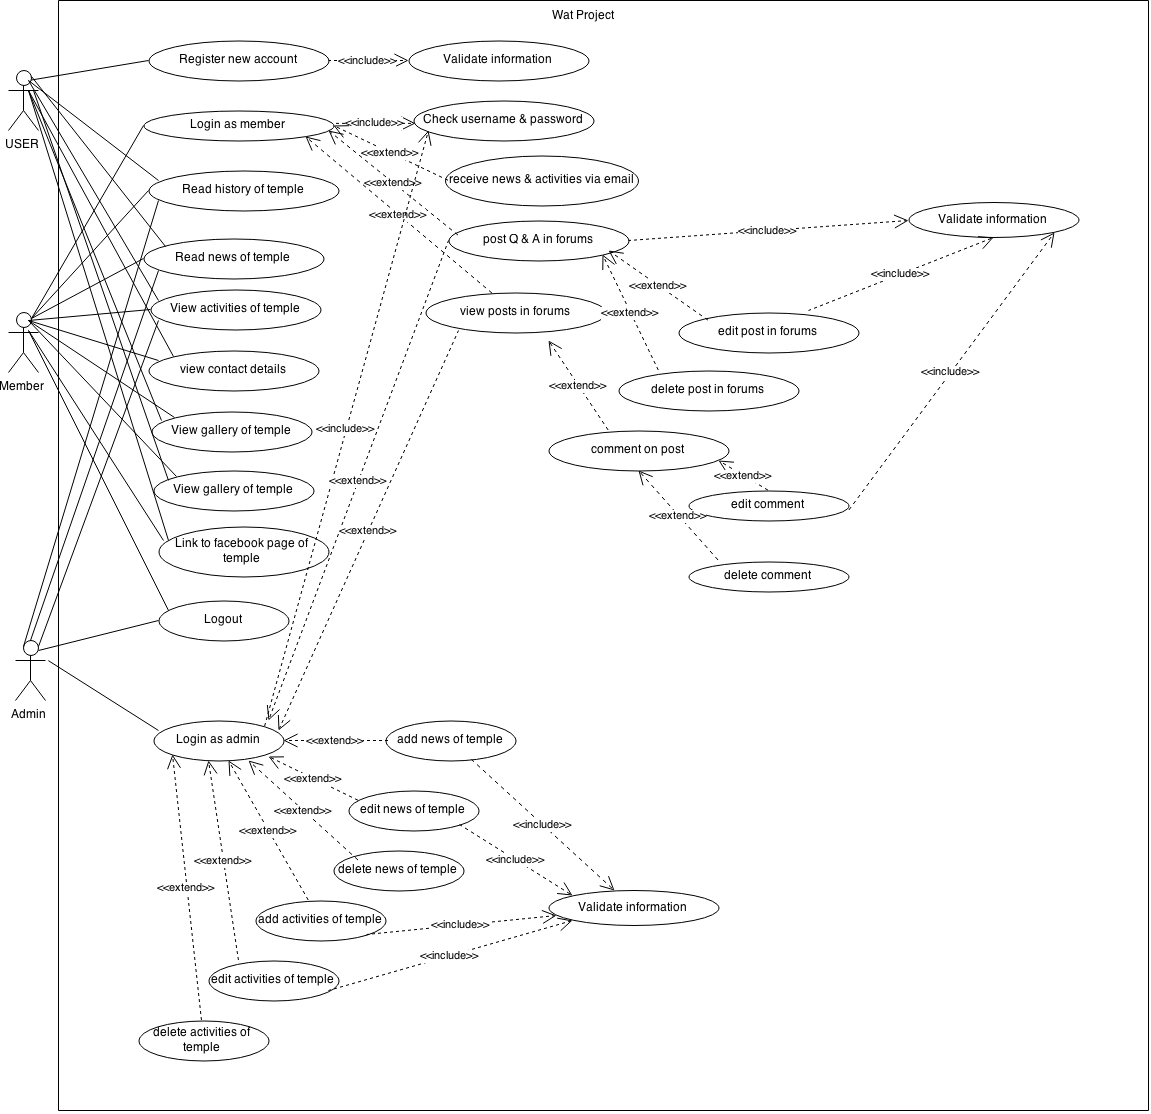 Wat Project
Register new account
<<include>>
Validate information
USER
Login as member
<<include>>
Check username & password
<<extend>>
receive news & activities via email
Read history of temple
<<extend>>
<<extend>>
Validate information
<<include>>
post Q & A in forums
Read news of temple
<<include>>
<<extend>>
View activities of temple
view posts in forums
<<extend>>
edit post in forums
Member
view contact details
<<include>>
<<extend>>
delete post in forums
View gallery of temple
<<include>>
comment on post
<<extend>>
<<extend>>
View gallery of temple
edit comment
<<extend>>
<<extend>>
Link to facebook page of
temple
delete comment
Logout
Admin
Login as admin
<<extend>>
add news of temple
<<extend>>
edit news of temple
<<extend>>
<<include>>
<<extend>>
<<include>>
<<extend>>
delete news of temple
<<extend>>
Validate information
add activities of temple
<<include>>
<<include>>
edit activities of temple
delete activities of
temple